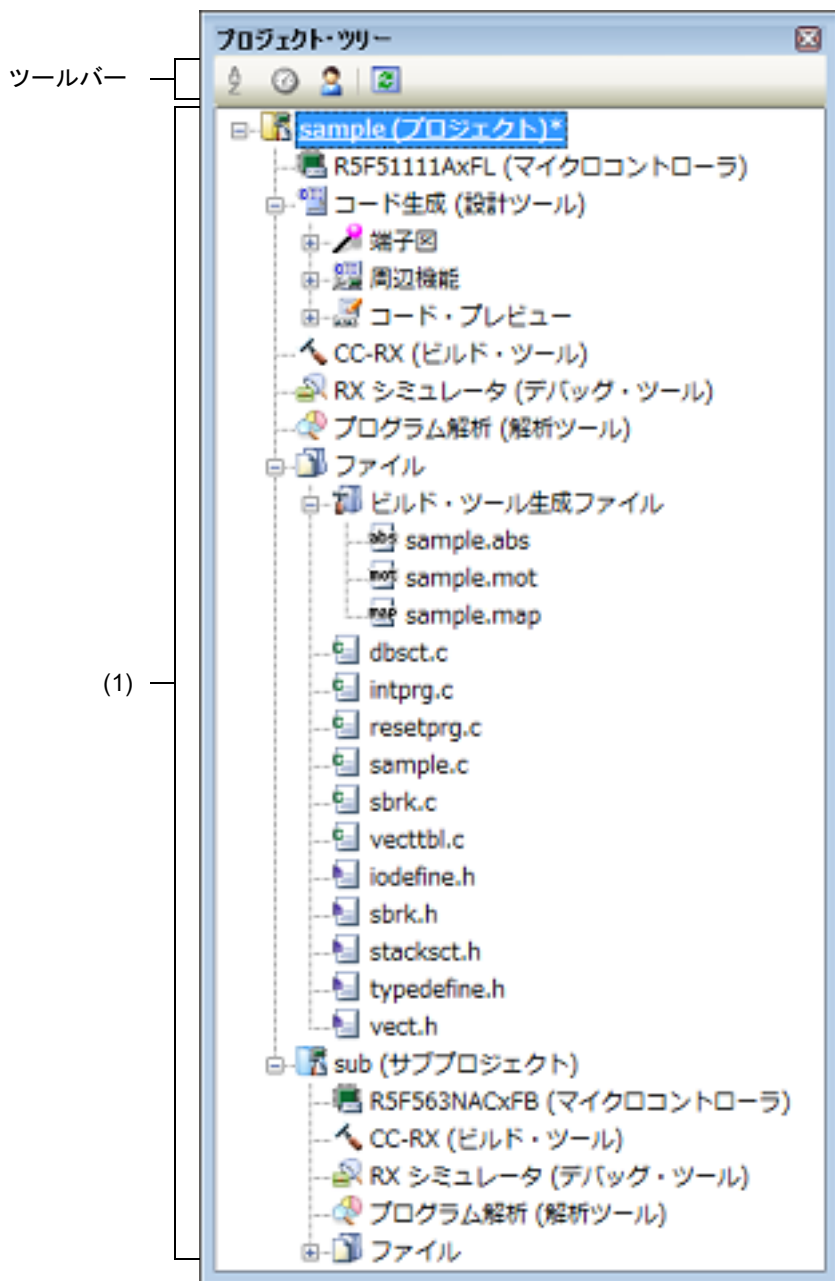 プロジェクト・ツリー
ツールバー
sample (プロジェクト)*
R5F51111AxFL (マイクロコントローラ)
コード生成 (設計ツール)
端子図
周辺機能
コード・プレビュー
CC-RX (ビルド・ツール)
RX シミュレータ (デバッグ・ツール)
プログラム解析 (解析ツール)
ファイル
ビルド・ツール生成ファイル
abs sample.abs
mot sample.mot
map sample.map
dbsct.c
intprg.c
(1)
resetprg.c
sample.c
sbrk.c
vecttbl.c
iodefine.h
sbrk.h
stacksct.h
typedefine.h
vect.h
sub (サブプロジェクト)
R5F563NACxFB (マイクロコントローラ)
CC-RX (ビルド・ツール)
RX シミュレータ (デバッグ・ツール)
プログラム解析 (解析ツール)
ファイル